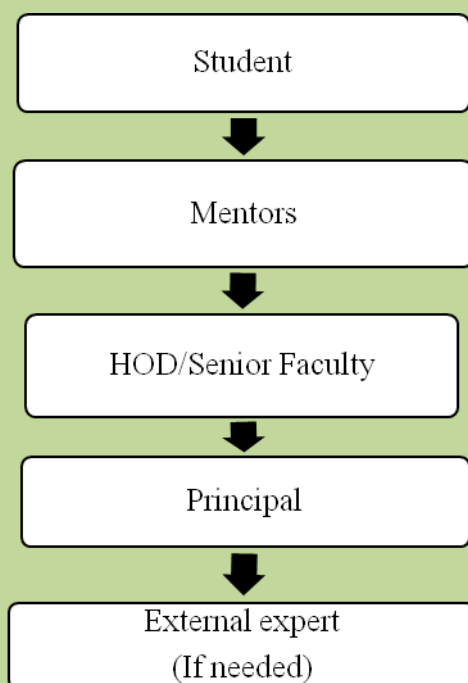 Student
Mentors
HOD/Senior Faculty
Principal
External expert
(If needed)